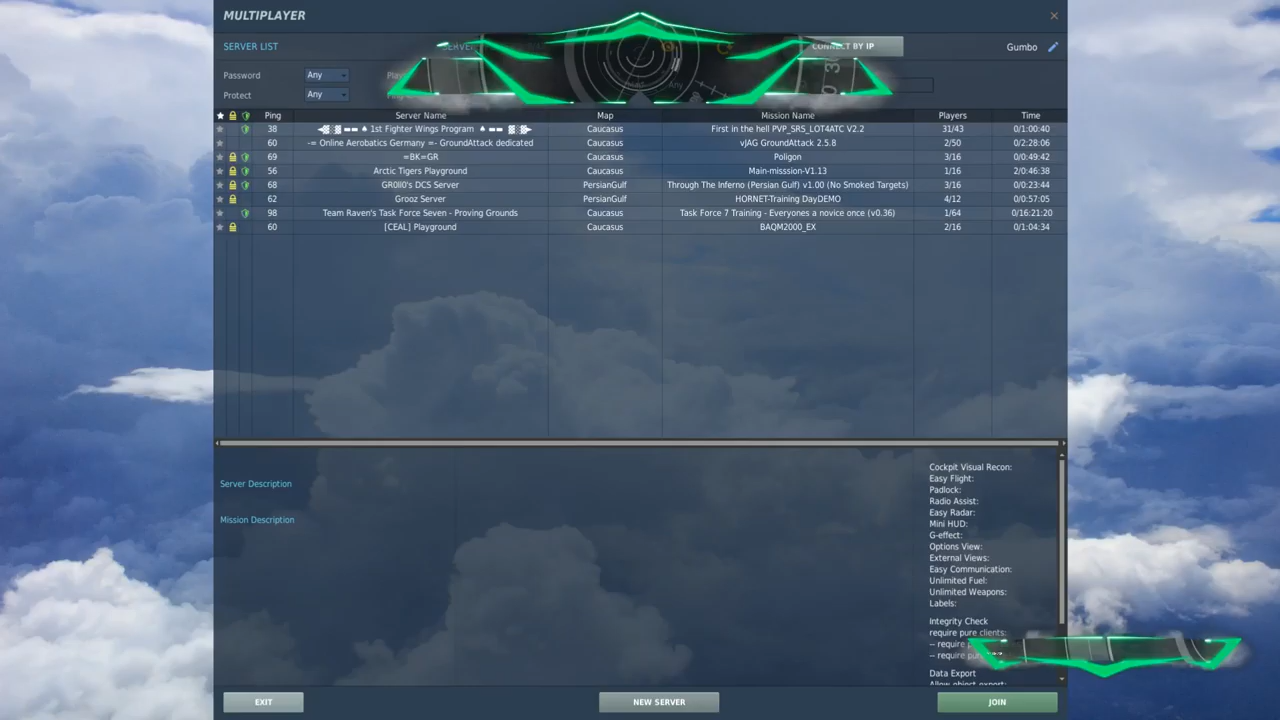 MULTIPLAYER
SERVER LIST
CONNECT BY IP
Gumbo
Password Any
Protect Any Any
Ping Server Name Map Mission Name Players Time
38 1st Fighter Wings Program Caucasus First in the hell PVP_SRS_LOT4ATC V2.2 31/43 0/1:00:40
60 -= Online Aerobatics Germany =- GroundAttack dedicated Caucasus vJAG GroundAttack 2.5.8 2/50 0/2:28:06
69 =BK=GR Caucasus Poligon 3/16 0/0:49:42
56 Arctic Tigers Playground Caucasus Main-misssion-V1.13 1/16 2/0:46:38
68 GR0ll0's DCS Server PersianGulf Through The Inferno (Persian Gulf) v1.00 (No Smoked Targets) 3/16 0/0:23:44
62 Grooz Server PersianGulf HORNET-Training DayDEMO 4/12 0/0:57:05
98 Team Raven's Task Force Seven - Proving Grounds Caucasus Task Force 7 Training - Everyones a novice once (v0.36) 1/64 0/16:21:20
60 [CEAL] Playground Caucasus BAQM2000_EX 2/16 0/1:04:34
Server Description
Mission Description
Cockpit Visual Recon:
Easy Flight:
Padlock:
Radio Assist:
Easy Radar:
Mini HUD:
G-effect:
Options View:
External Views:
Easy Communication:
Unlimited Fuel:
Unlimited Weapons:
Labels:
Integrity Check
require pure clients:
-- require
-- require
Data Export
Allow object export:
EXIT
NEW SERVER
JOIN